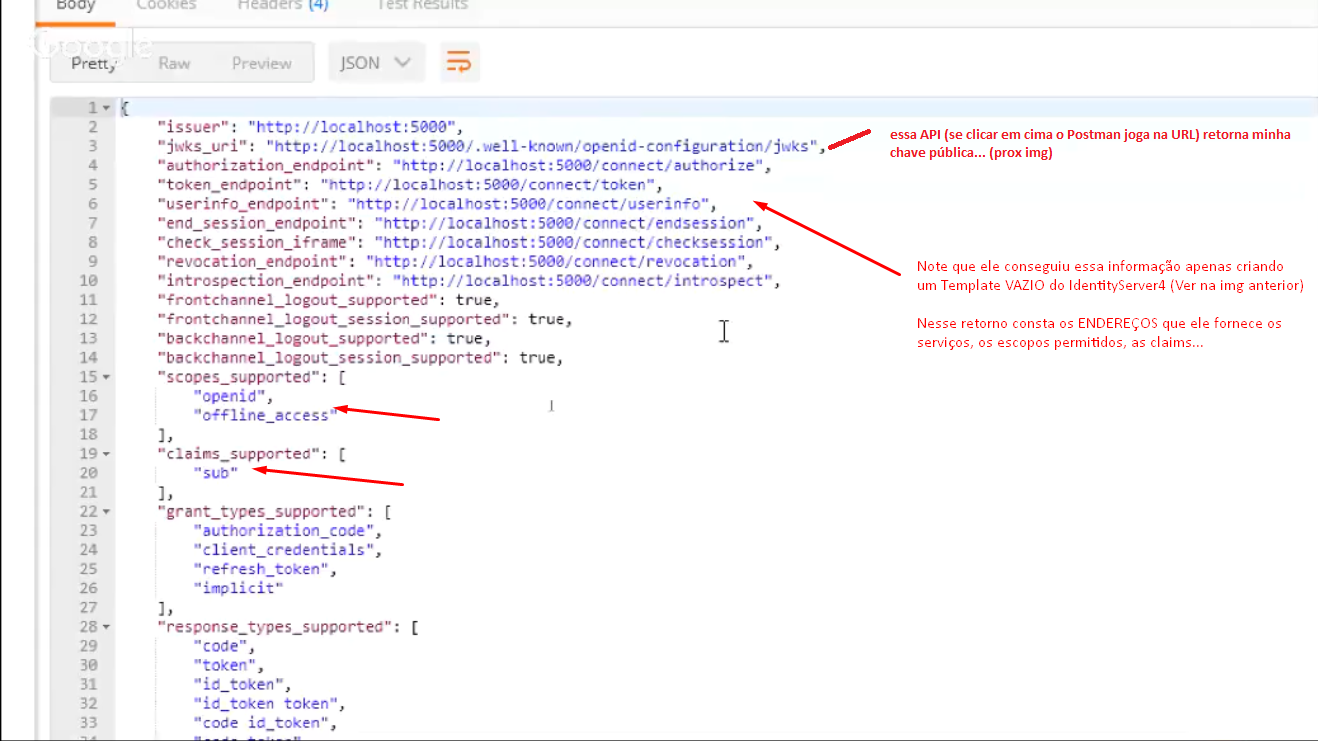 Body Cookies Headers (4) Test Results
Google
Pretty Raw Preview JSON
1 {
2 "issuer": "http://localhost:5000",
3 "jwks_uri": "http://localhost:5000/.well-known/openid-configuration/jwks",
4 "authorization_endpoint": "http://localhost:5000/connect/authorize",
5 "token_endpoint": "http://localhost:5000/connect/token",
6 "userinfo_endpoint": "http://localhost:5000/connect/userinfo",
7 "end_session_endpoint": "http://localhost:5000/connect/endsession",
8 "check_session_iframe": "http://localhost:5000/connect/checksession",
9 "revocation_endpoint": "http://localhost:5000/connect/revocation",
10 "introspection_endpoint": "http://localhost:5000/connect/introspect",
11 "frontchannel_logout_supported": true,
12 "frontchannel_logout_session_supported": true,
13 "backchannel_logout_supported": true,
14 "backchannel_logout_session_supported": true,
15 "scopes_supported": [
16 "openid",
17 "offline_access"
18 ],
19 "claims_supported": [
20 "sub"
21 ],
22 "grant_types_supported": [
23 "authorization_code",
24 "client_credentials",
25 "refresh_token",
26 "implicit"
27 ],
28 "response_types_supported": [
29 "code",
30 "token",
31 "id_token",
32 "id_token token",
33 "code id_token",
essa API (se clicar em cima o Postman joga na URL) retorna minha
chave pública... (prox img)
Note que ele conseguiu essa informação apenas criando
um Template VAZIO do IdentityServer4 (Ver na img anterior)
Nesse retorno consta os ENDEREÇOS que ele fornece os
serviços, os escopos permitidos, as claims...